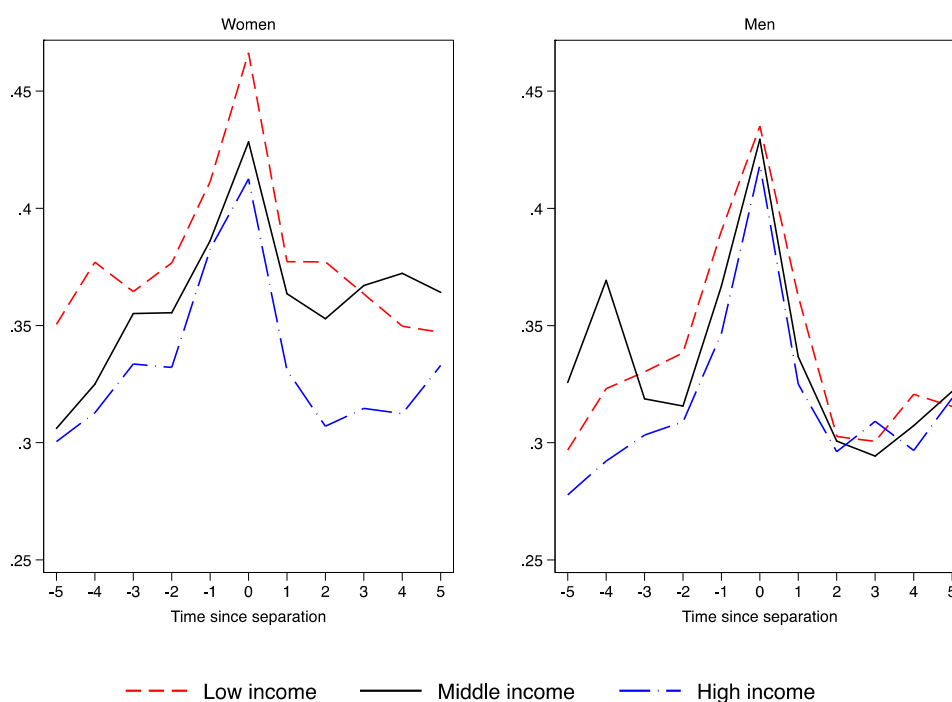 Women
Men
.45
.4
.35
.3
.25
-5 -4 -3 -2 -1 0 1 2 3 4 5
Time since separation
.45
.4
.35
.3
.25
-5 -4 -3 -2 -1 0 1 2 3 4 5
Time since separation
Low income Middle income High income